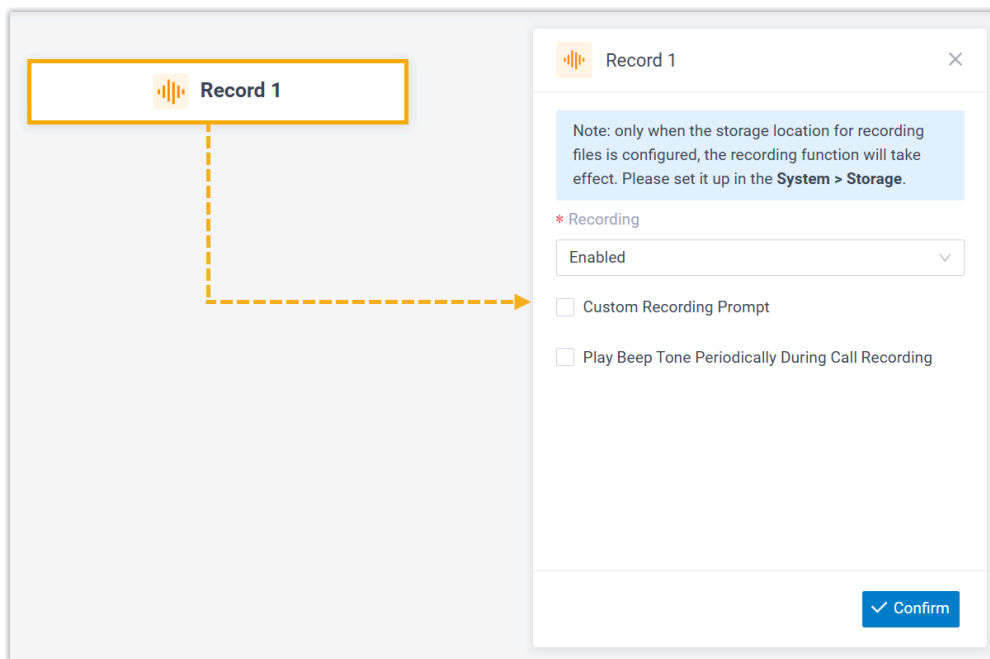 Record 1
Record 1
Note: only when the storage location for recording
files is configured, the recording function will take
effect. Please set it up in the System > Storage.
* Recording
Enabled
Custom Recording Prompt
Play Beep Tone Periodically During Call Recording
Confirm